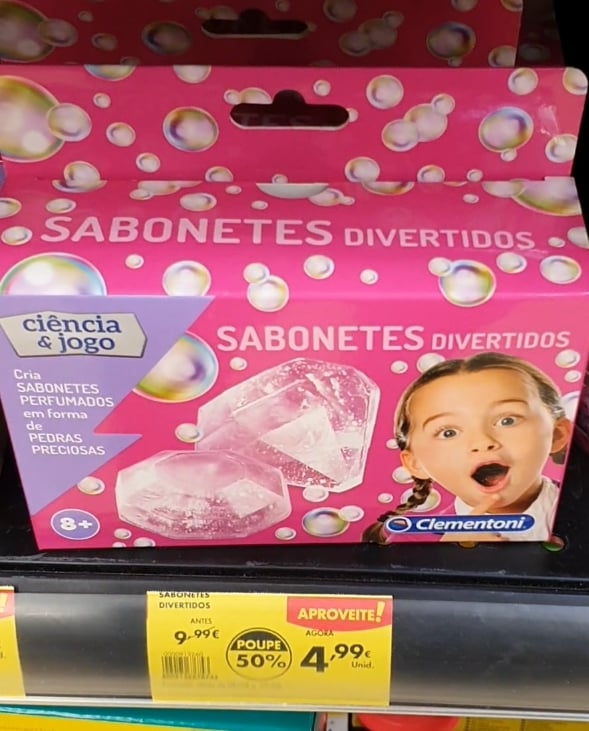 SABONETES DIVERTIDOS
ciência
& jogo
SABONETES DIVERTIDOS
Cria
SABONETES
PERFUMADOS
em forma
de
PEDRAS
PRECIOSAS
8+
Clementoni
SABONETES
DIVERTIDOS
APROVEITE!
ANTES
9,99€
POUPE
50%
AGORA
4,99€
Unid.